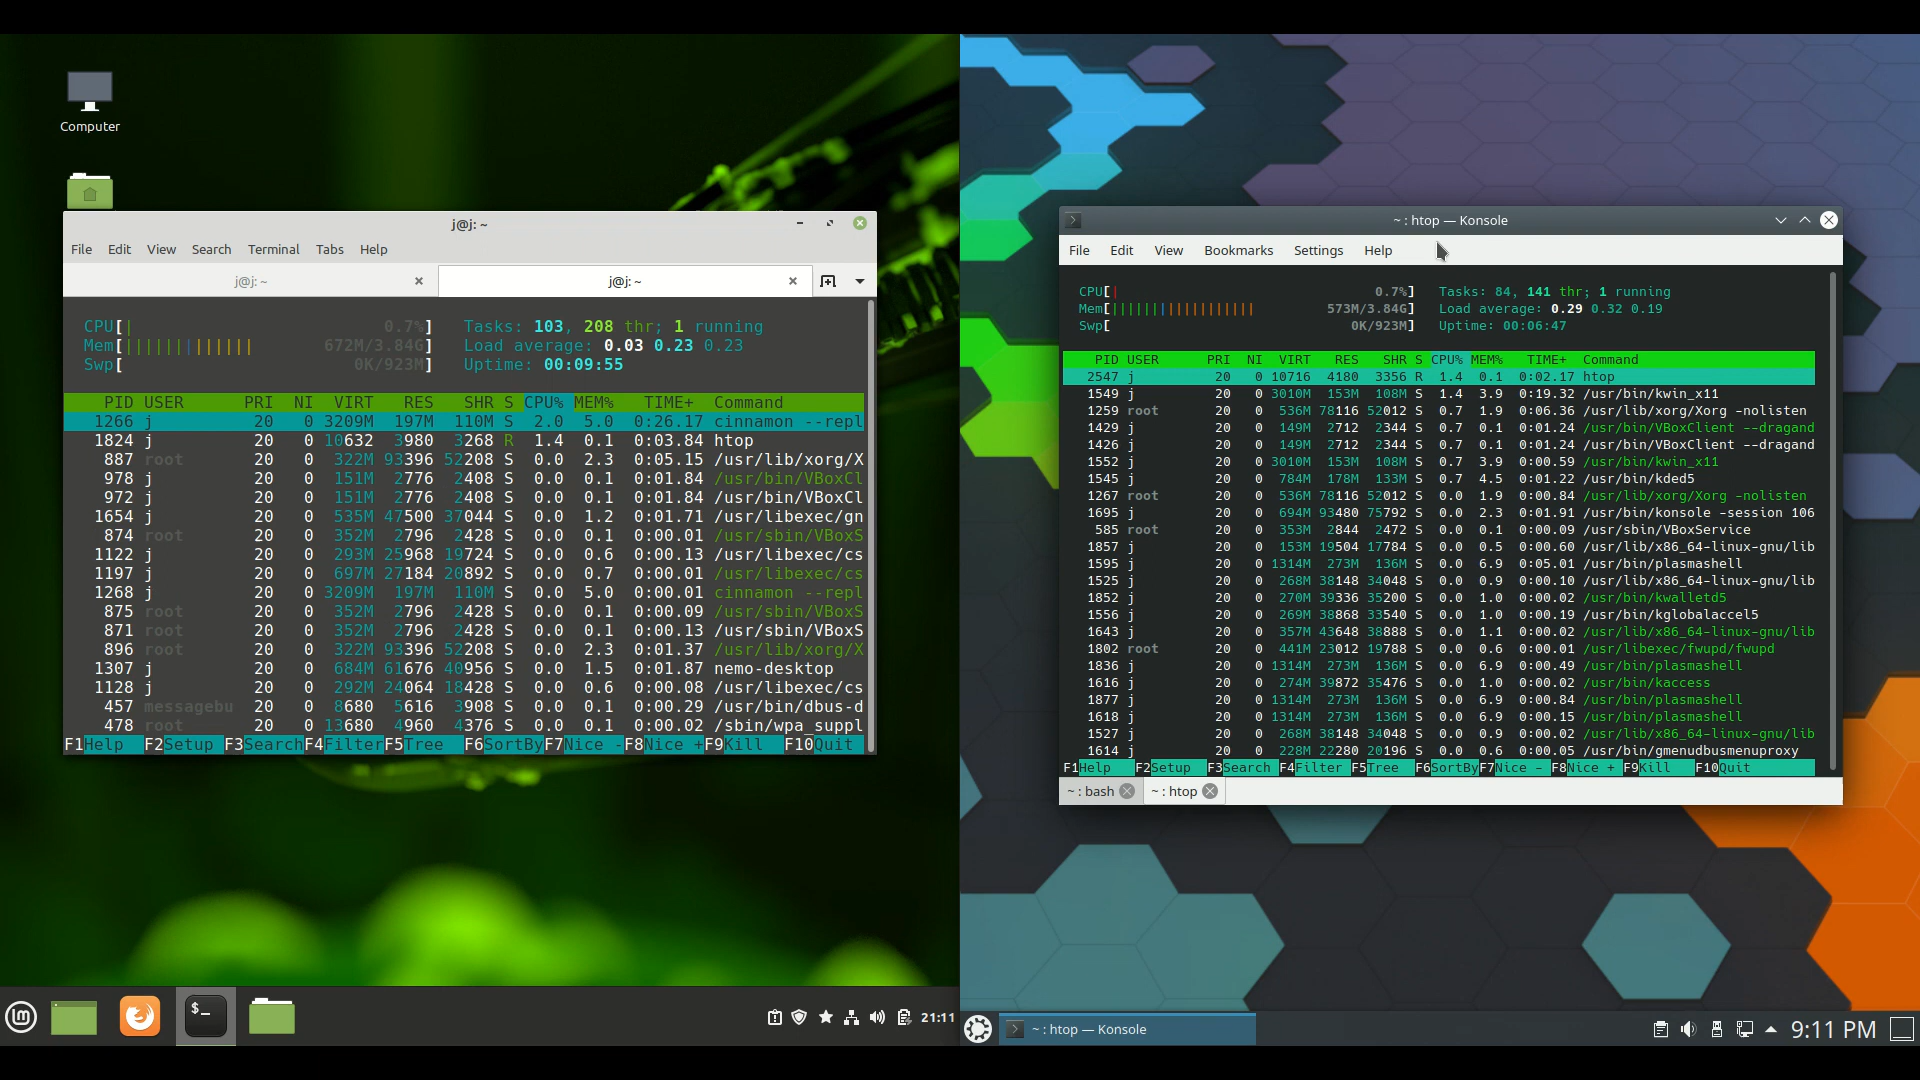 Computer
j@j: ~
File Edit View Search Terminal Tabs Help
j@j: ~ j@j: ~
CPU[| 0.7%] Tasks: 103, 208 thr; 1 running
Mem[||||||||||||| 672M/3.84G] Load average: 0.03 0.23 0.23
Swp[ 0K/923M] Uptime: 00:09:55
PID USER PRI NI VIRT RES SHR S CPU% MEM% TIME+ Command
1266 j 20 0 3209M 197M 110M S 2.0 5.0 0:26.17 cinnamon --repl
1824 j 20 0 10632 3980 3268 R 1.4 0.1 0:03.84 htop
887 root 20 0 322M 93396 52208 S 0.0 2.3 0:05.15 /usr/lib/xorg/X
978 j 20 0 151M 2776 2408 S 0.0 0.1 0:01.84 /usr/bin/VBoxCl
972 j 20 0 151M 2776 2408 S 0.0 0.1 0:01.84 /usr/bin/VBoxCl
1654 j 20 0 535M 47500 37044 S 0.0 1.2 0:01.71 /usr/libexec/gn
874 root 20 0 352M 2796 2428 S 0.0 0.1 0:00.01 /usr/sbin/VBoxS
1122 j 20 0 293M 25968 19724 S 0.0 0.6 0:00.13 /usr/libexec/cs
1197 j 20 0 697M 27184 20892 S 0.0 0.7 0:00.01 /usr/libexec/cs
1268 j 20 0 3209M 197M 110M S 0.0 5.0 0:00.01 cinnamon --repl
875 root 20 0 352M 2796 2428 S 0.0 0.1 0:00.09 /usr/sbin/VBoxS
871 root 20 0 352M 2796 2428 S 0.0 0.1 0:00.13 /usr/sbin/VBoxS
896 root 20 0 322M 93396 52208 S 0.0 2.3 0:01.37 /usr/lib/xorg/X
1307 j 20 0 684M 61676 40956 S 0.0 1.5 0:01.87 nemo-desktop
1128 j 20 0 292M 24064 18428 S 0.0 0.6 0:00.08 /usr/libexec/cs
457 messagebu 20 0 8680 5616 3908 S 0.0 0.1 0:00.29 /usr/bin/dbus-d
478 root 20 0 13680 4960 4376 S 0.0 0.1 0:00.02 /sbin/wpa_suppl
F1Help F2Setup F3SearchF4FilterF5Tree F6SortByF7Nice -F8Nice +F9Kill F10Quit
$_
21:11
~ : htop — Konsole
File Edit View Bookmarks Settings Help
CPU[| 0.7%] Tasks: 84, 141 thr; 1 running
Mem[|||||||||||||||||| 573M/3.84G] Load average: 0.29 0.32 0.19
Swp[ 0K/923M] Uptime: 00:06:47
PID USER PRI NI VIRT RES SHR S CPU% MEM% TIME+ Command
2547 j 20 0 10716 4180 3356 R 1.4 0.1 0:02.17 htop
1549 j 20 0 3010M 153M 108M S 1.4 3.9 0:19.32 /usr/bin/kwin_x11
1259 root 20 0 536M 78116 52012 S 0.7 1.9 0:06.36 /usr/lib/xorg/Xorg -nolisten
1429 j 20 0 149M 2712 2344 S 0.7 0.1 0:01.24 /usr/bin/VBoxClient --dragand
1426 j 20 0 149M 2712 2344 S 0.7 0.1 0:01.24 /usr/bin/VBoxClient --dragand
1552 j 20 0 3010M 153M 108M S 0.7 3.9 0:00.59 /usr/bin/kwin_x11
1545 j 20 0 784M 178M 133M S 0.7 4.5 0:01.22 /usr/bin/kded5
1267 root 20 0 536M 78116 52012 S 0.0 1.9 0:00.84 /usr/lib/xorg/Xorg -nolisten
1695 j 20 0 694M 93480 75792 S 0.0 2.3 0:01.91 /usr/bin/konsole -session 106
585 root 20 0 353M 2844 2472 S 0.0 0.1 0:00.09 /usr/sbin/VBoxService
1857 j 20 0 153M 19504 17784 S 0.0 0.5 0:00.60 /usr/lib/x86_64-linux-gnu/lib
1595 j 20 0 1314M 273M 136M S 0.0 6.9 0:05.01 /usr/bin/plasmashell
1525 j 20 0 268M 38148 34048 S 0.0 0.9 0:00.10 /usr/lib/x86_64-linux-gnu/lib
1852 j 20 0 270M 39336 35200 S 0.0 1.0 0:00.02 /usr/bin/kwalletd5
1556 j 20 0 269M 38868 33540 S 0.0 1.0 0:00.19 /usr/bin/kglobalaccel5
1643 j 20 0 357M 43648 38888 S 0.0 1.1 0:00.02 /usr/lib/x86_64-linux-gnu/lib
1802 root 20 0 441M 23012 19788 S 0.0 0.6 0:00.01 /usr/libexec/fwupd/fwupd
1836 j 20 0 1314M 273M 136M S 0.0 6.9 0:00.49 /usr/bin/plasmashell
1616 j 20 0 274M 39872 35476 S 0.0 1.0 0:00.02 /usr/bin/kaccess
1877 j 20 0 1314M 273M 136M S 0.0 6.9 0:00.84 /usr/bin/plasmashell
1618 j 20 0 1314M 273M 136M S 0.0 6.9 0:00.15 /usr/bin/plasmashell
1527 j 20 0 268M 38148 34048 S 0.0 0.9 0:00.02 /usr/lib/x86_64-linux-gnu/lib
1614 j 20 0 228M 22280 20196 S 0.0 0.6 0:00.05 /usr/bin/gmenudbusmenuproxy
F1Help F2Setup F3Search F4Filter F5Tree F6SortByF7Nice - F8Nice + F9Kill F10Quit
~ : bash ~ : htop
~ : htop — Konsole
9:11 PM